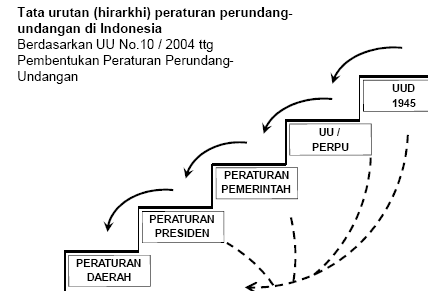 Tata urutan (hirarkhi) peraturan perundang-
undangan di Indonesia
Berdasarkan UU No.10 / 2004 ttg
Pembentukan Peraturan Perundang-
Undangan
UUD
1945
UU /
PERPU
PERATURAN
PEMERINTAH
PERATURAN
PRESIDEN
PERATURAN
DAERAH